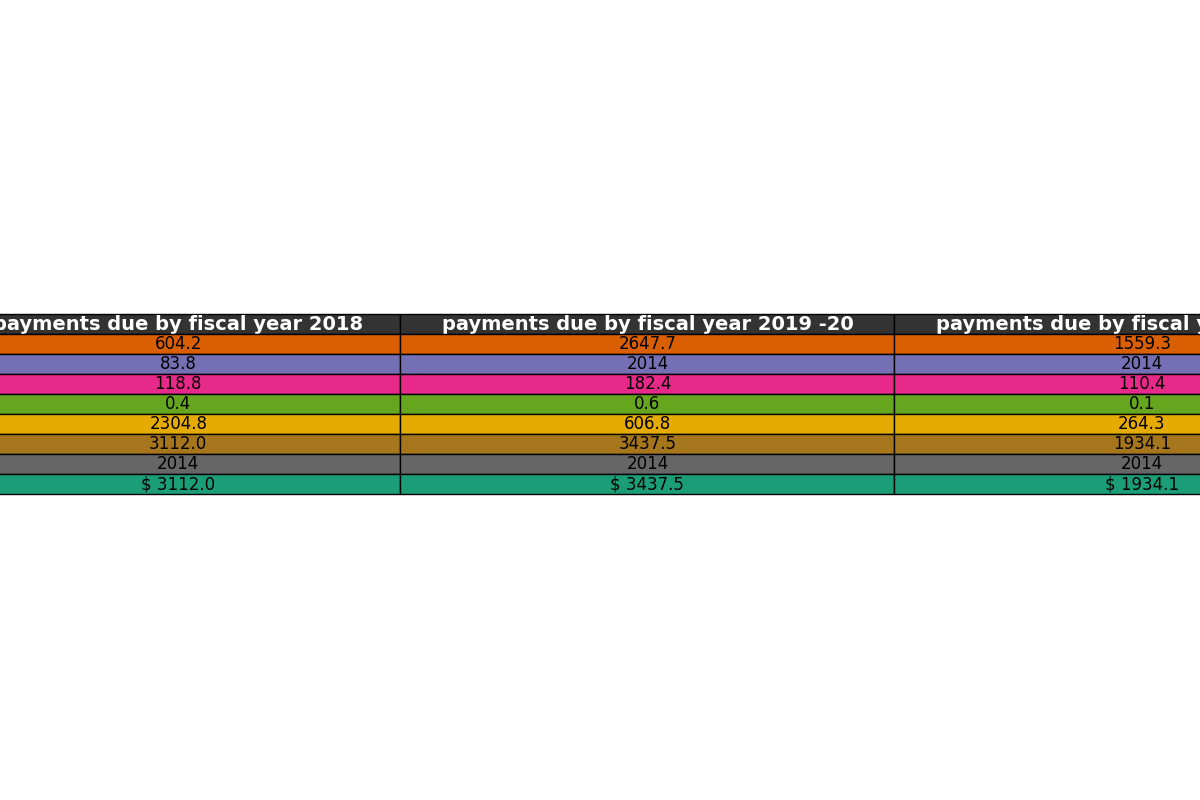 payments due by fiscal year 2018 payments due by fiscal year 2019 -20 payments due by fiscal
604.2 2647.7 1559.3
83.8 2014 2014
118.8 182.4 110.4
0.4 0.6 0.1
2304.8 606.8 264.3
3112.0 3437.5 1934.1
2014 2014 2014
$ 3112.0 $ 3437.5 $ 1934.1